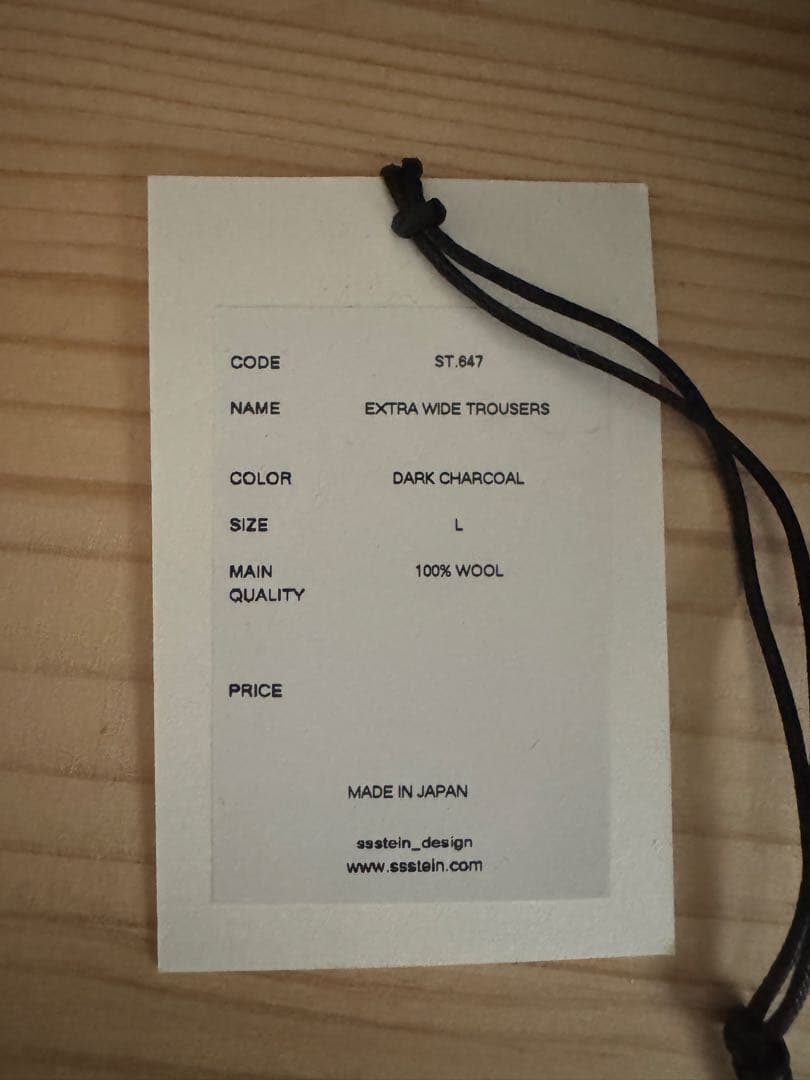 CODE ST.647
NAME EXTRA WIDE TROUSERS
COLOR DARK CHARCOAL
SIZE L
MAIN 100% WOOL
QUALITY
PRICE
MADE IN JAPAN
ssstein_design
www.ssstein.com